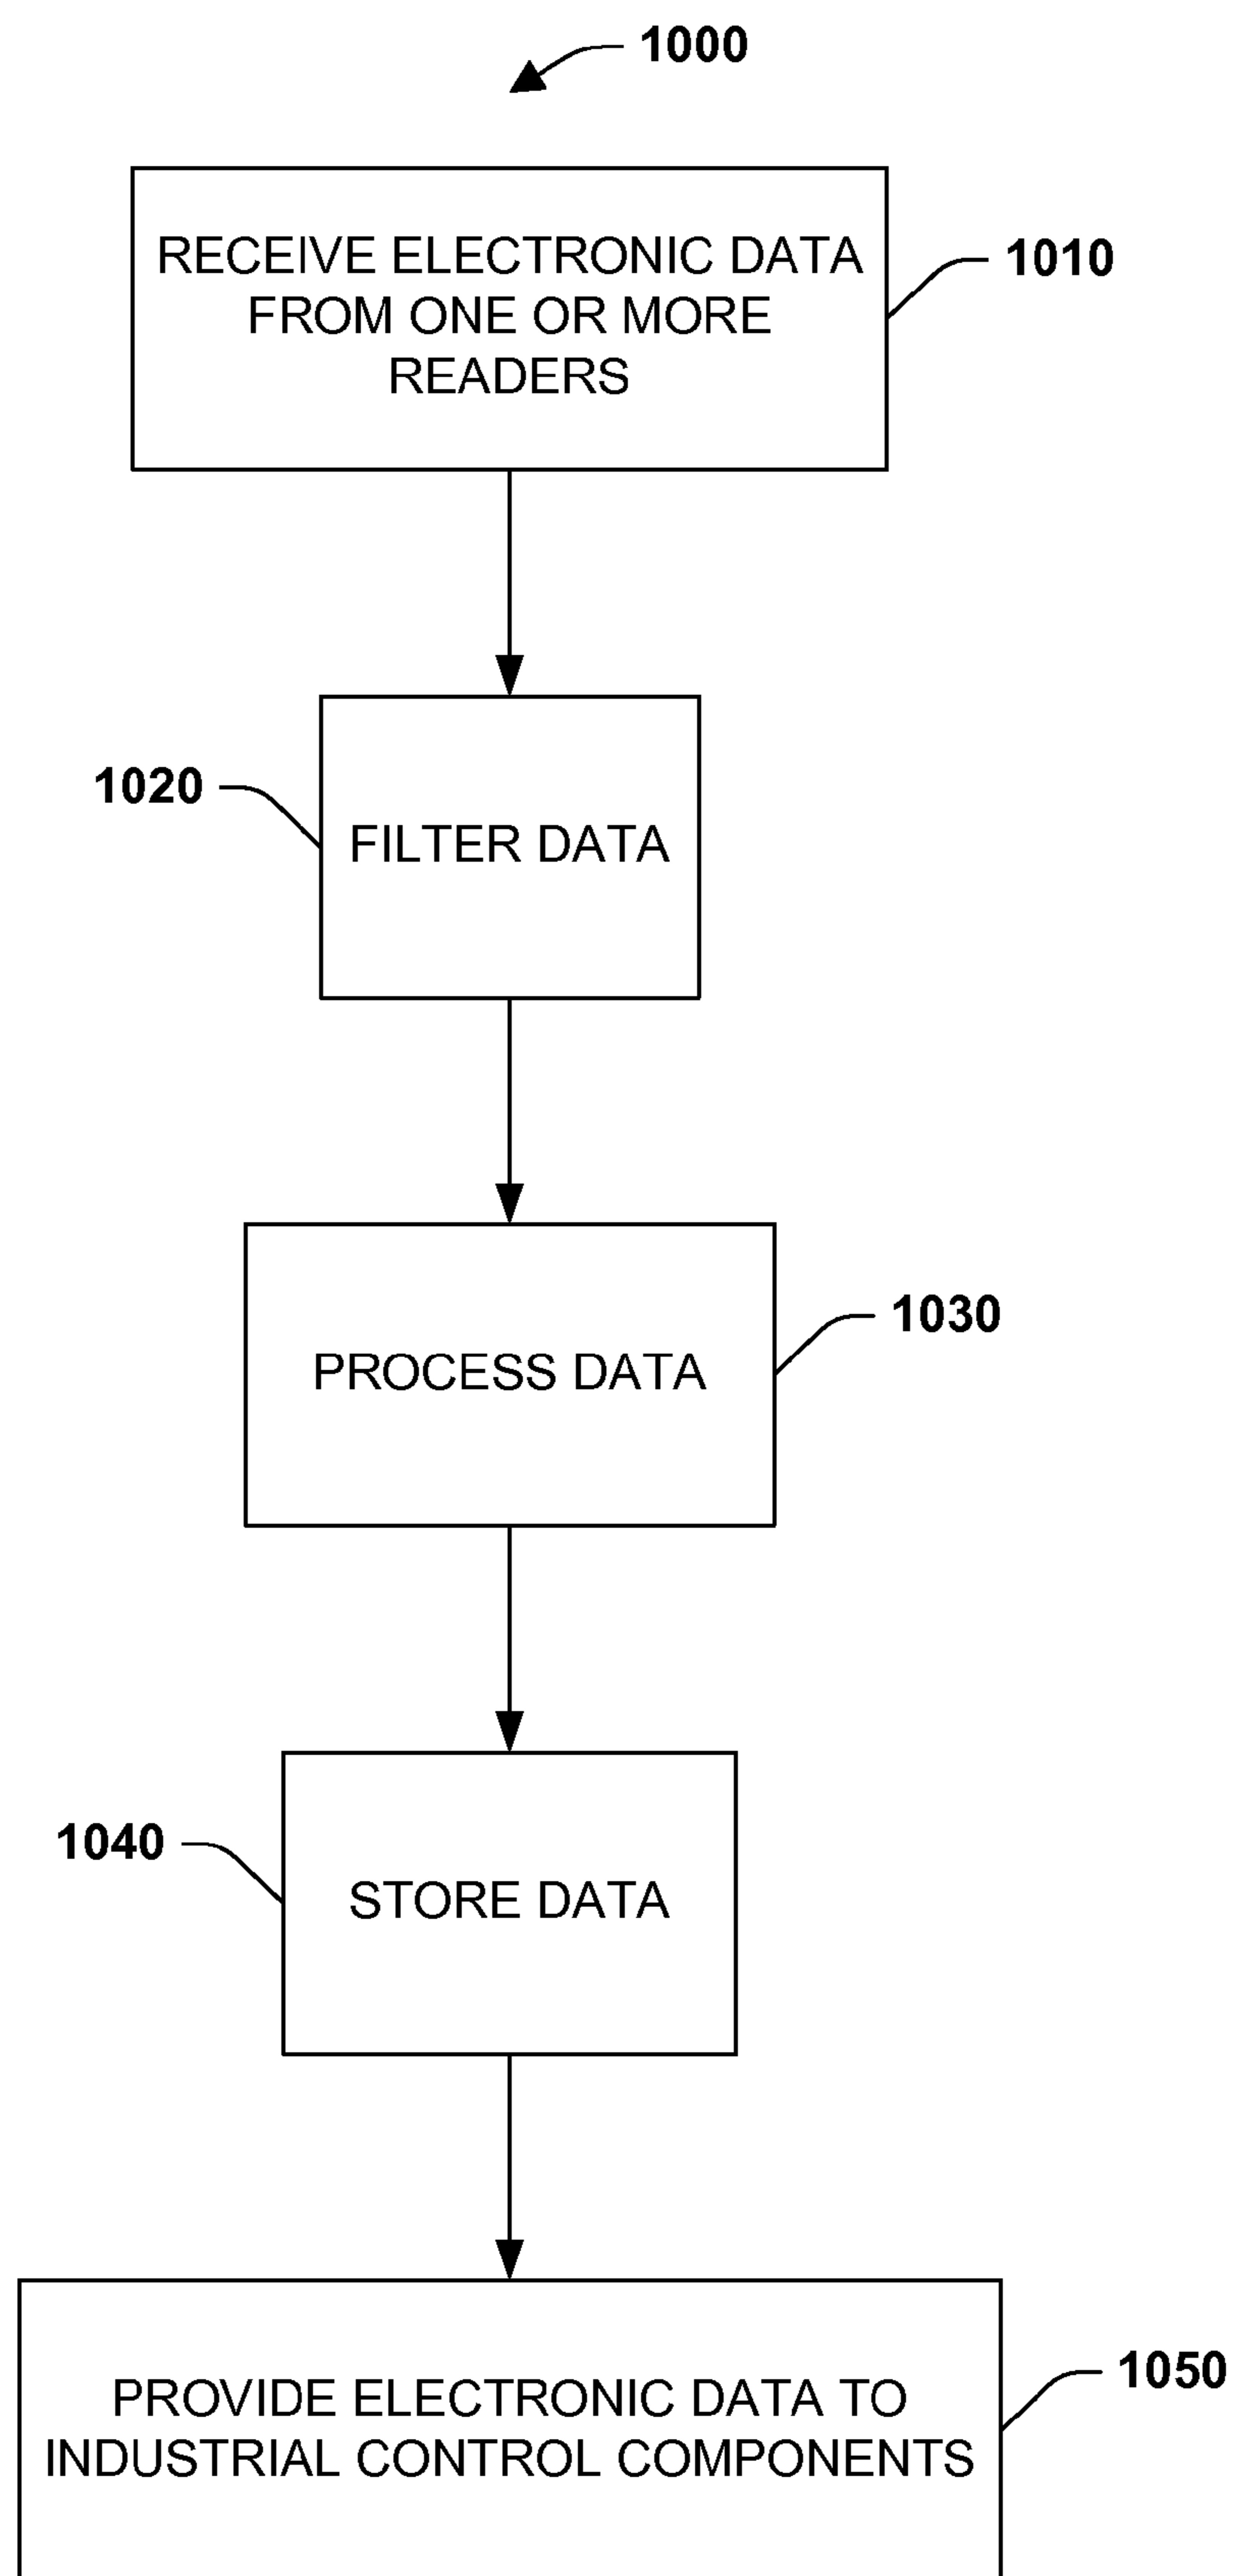 1000
RECEIVE ELECTRONIC DATA
FROM ONE OR MORE
READERS
1010
1020
FILTER DATA
1030
PROCESS DATA
1040
STORE DATA
1050
PROVIDE ELECTRONIC DATA TO
INDUSTRIAL CONTROL COMPONENTS